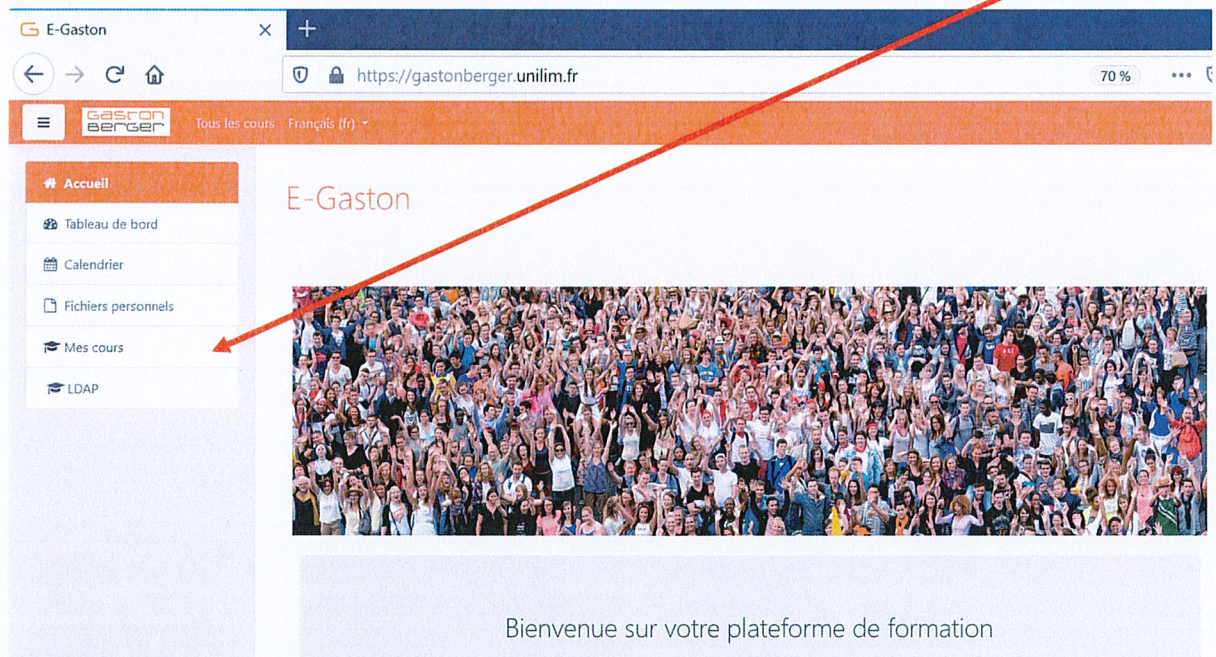 E-Gaston
https://gastonberger.unilim.fr
70 %
Gaston
Berger
Tous les cours Français (fr)
Accueil
Tableau de bord
Calendrier
Fichiers personnels
Mes cours
LDAP
E-Gaston
Bienvenue sur votre plateforme de formation